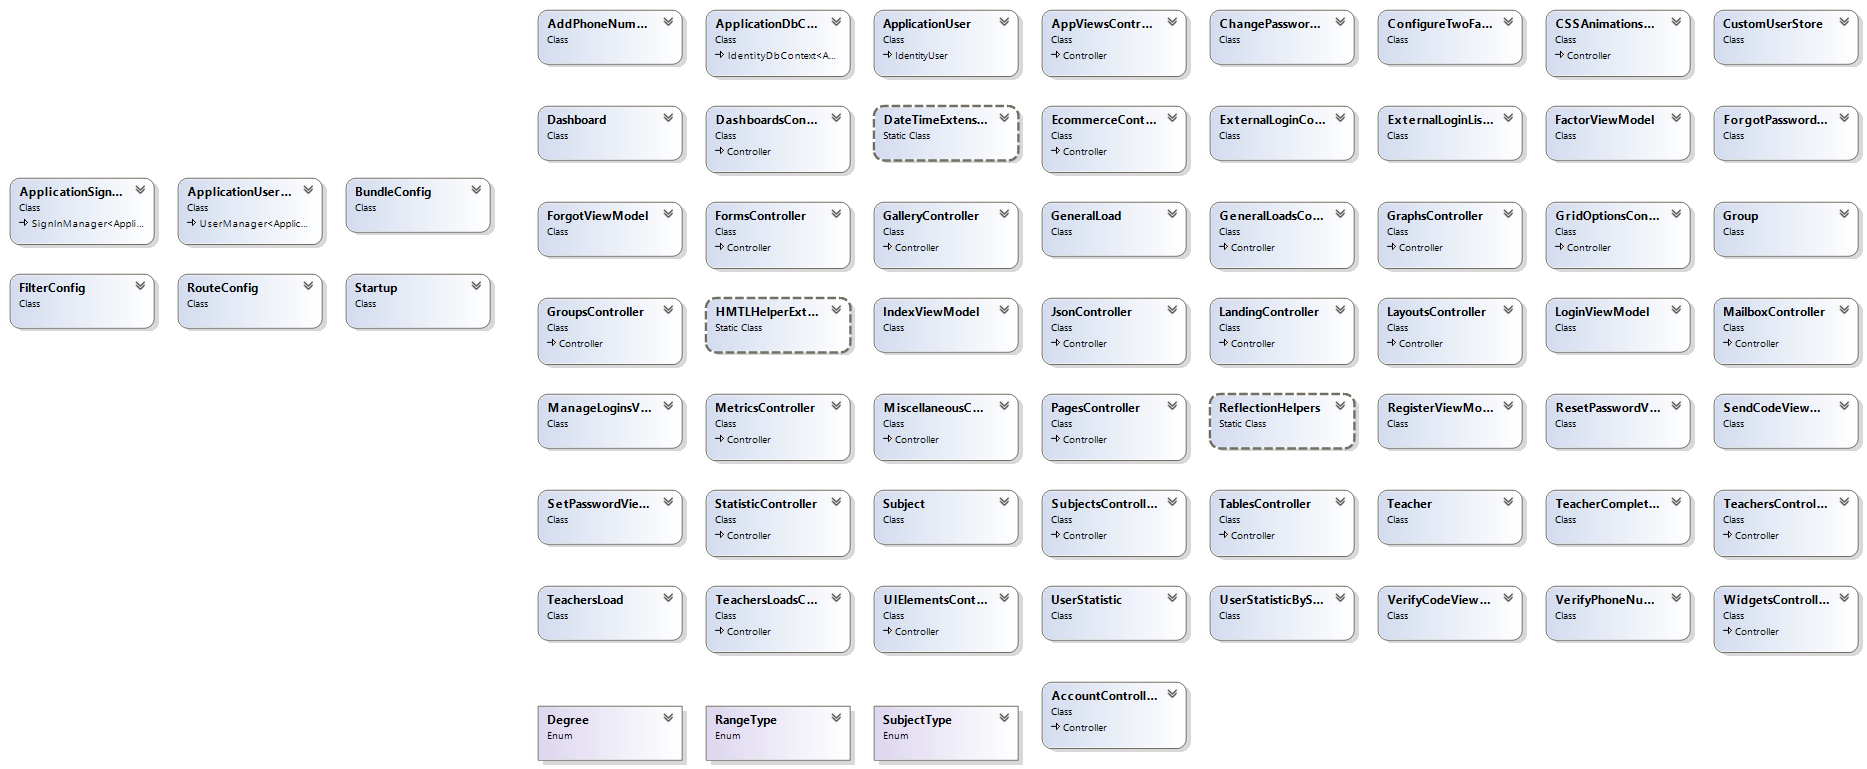 ApplicationSign...
Class
SignInManager<Appli...
ApplicationUser...
Class
UserManager<Applic...
BundleConfig
Class
FilterConfig
Class
RouteConfig
Class
Startup
Class
AddPhoneNum...
Class
ApplicationDbC...
Class
IdentityDbContext<A...
ApplicationUser
Class
IdentityUser
AppViewsContr...
Class
Controller
ChangePasswor...
Class
ConfigureTwoFa...
Class
CSSAnimations...
Class
Controller
CustomUserStore
Class
Dashboard
Class
DashboardsCon...
Class
Controller
DateTimeExtens...
Static Class
EcommerceCont...
Class
Controller
ExternalLoginCo...
Class
ExternalLoginLis...
Class
FactorViewModel
Class
ForgotPassword...
Class
ForgotViewModel
Class
FormsController
Class
Controller
GalleryController
Class
Controller
GeneralLoad
Class
GeneralLoadsCo...
Class
Controller
GraphsController
Class
Controller
GridOptionsCon...
Class
Controller
Group
Class
GroupsController
Class
Controller
HMTLHelperExt...
Static Class
IndexViewModel
Class
JsonController
Class
Controller
LandingController
Class
Controller
LayoutsController
Class
Controller
LoginViewModel
Class
MailboxController
Class
Controller
ManageLoginsV...
Class
MetricsController
Class
Controller
MiscellaneousC...
Class
Controller
PagesController
Class
Controller
ReflectionHelpers
Static Class
RegisterViewMo...
Class
ResetPasswordV...
Class
SendCodeView...
Class
SetPasswordVie...
Class
StatisticController
Class
Controller
Subject
Class
SubjectsControll...
Class
Controller
TablesController
Class
Controller
Teacher
Class
TeacherComplet...
Class
TeachersControl...
Class
Controller
TeachersLoad
Class
TeachersLoadsC...
Class
Controller
UIElementsCont...
Class
Controller
UserStatistic
Class
UserStatisticByS...
Class
VerifyCodeView...
Class
VerifyPhoneNu...
Class
WidgetsControll...
Class
Controller
Degree
Enum
RangeType
Enum
SubjectType
Enum
AccountControll...
Class
Controller